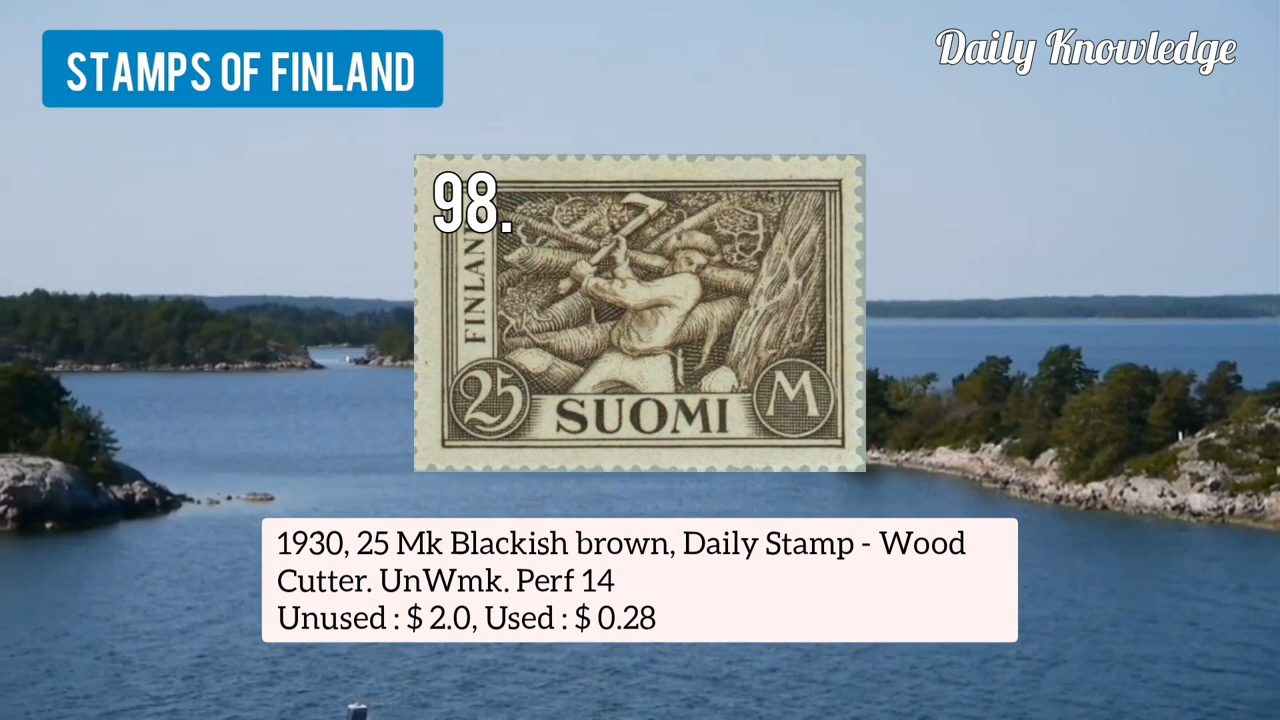 STAMPS OF FINLAND
Daily Knowledge
98.
FINLAND
25
SUOMI
M
1930, 25 Mk Blackish brown, Daily Stamp - Wood
Cutter. UnWmk. Perf 14
Unused : $ 2.0, Used : $ 0.28